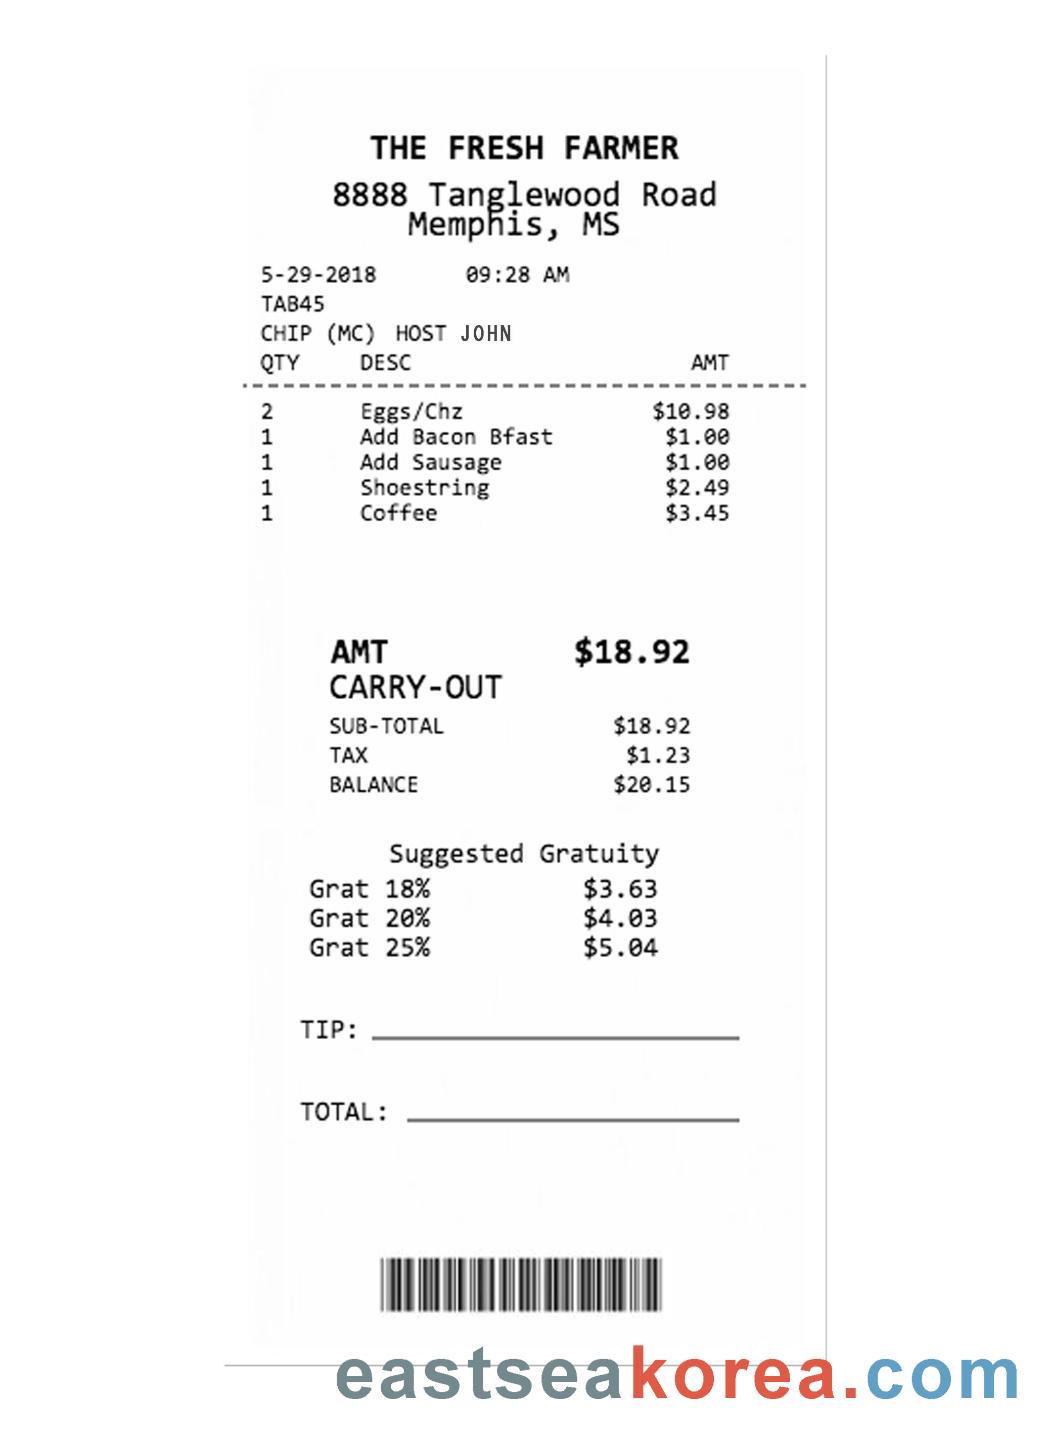 THE FRESH FARMER
8888 Tanglewood Road
Memphis, MS
5-29-2018 09:28 AM
TAB45
CHIP (MC) HOST JOHN
QTY DESC AMT
2 Eggs/Chz $10.98
1 Add Bacon Bfast $1.00
1 Add Sausage $1.00
1 Shoestring $2.49
1 Coffee $3.45
AMT $18.92
CARRY-OUT
SUB-TOTAL $18.92
TAX $1.23
BALANCE $20.15
Suggested Gratuity
Grat 18% $3.63
Grat 20% $4.03
Grat 25% $5.04
TIP:
TOTAL:
eastseakorea.com